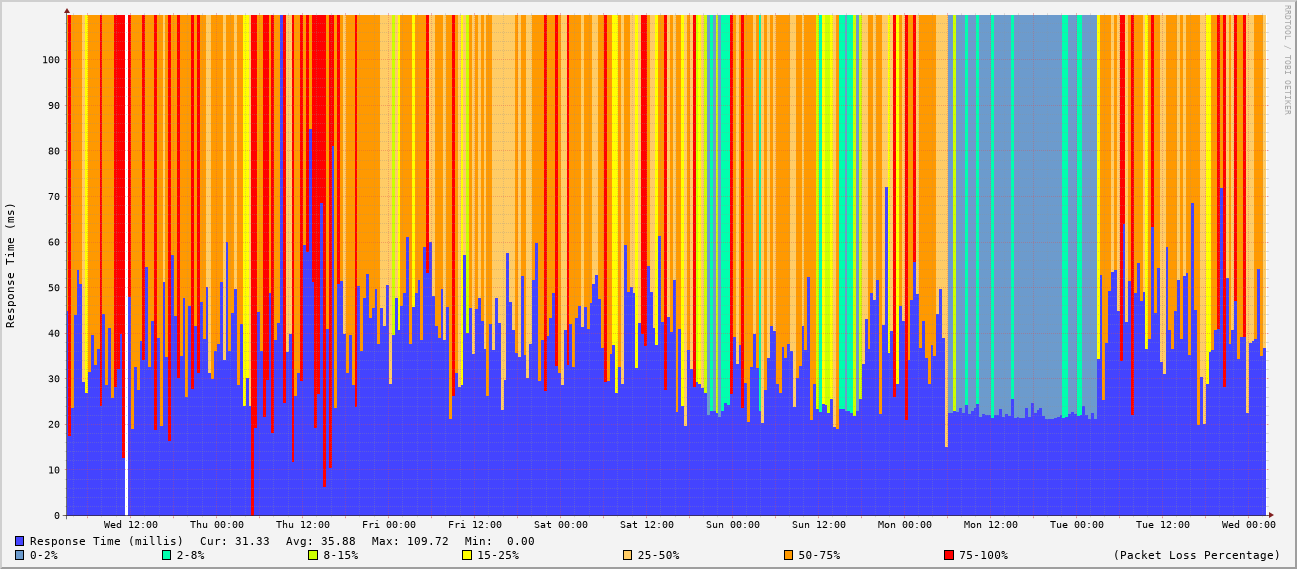 RRDTOOL / TOBI OETIKER
Response Time (ms)
100
90
80
70
60
50
40
30
20
10
0
Wed 12:00 Thu 00:00 Thu 12:00 Fri 00:00 Fri 12:00 Sat 00:00 Sat 12:00 Sun 00:00 Sun 12:00 Mon 00:00 Mon 12:00 Tue 00:00 Tue 12:00 Wed 00:00
Response Time (millis) Cur: 31.33 Avg: 35.88 Max: 109.72 Min: 0.00
0-2% 2-8% 8-15% 15-25% 25-50% 50-75% 75-100% (Packet Loss Percentage)